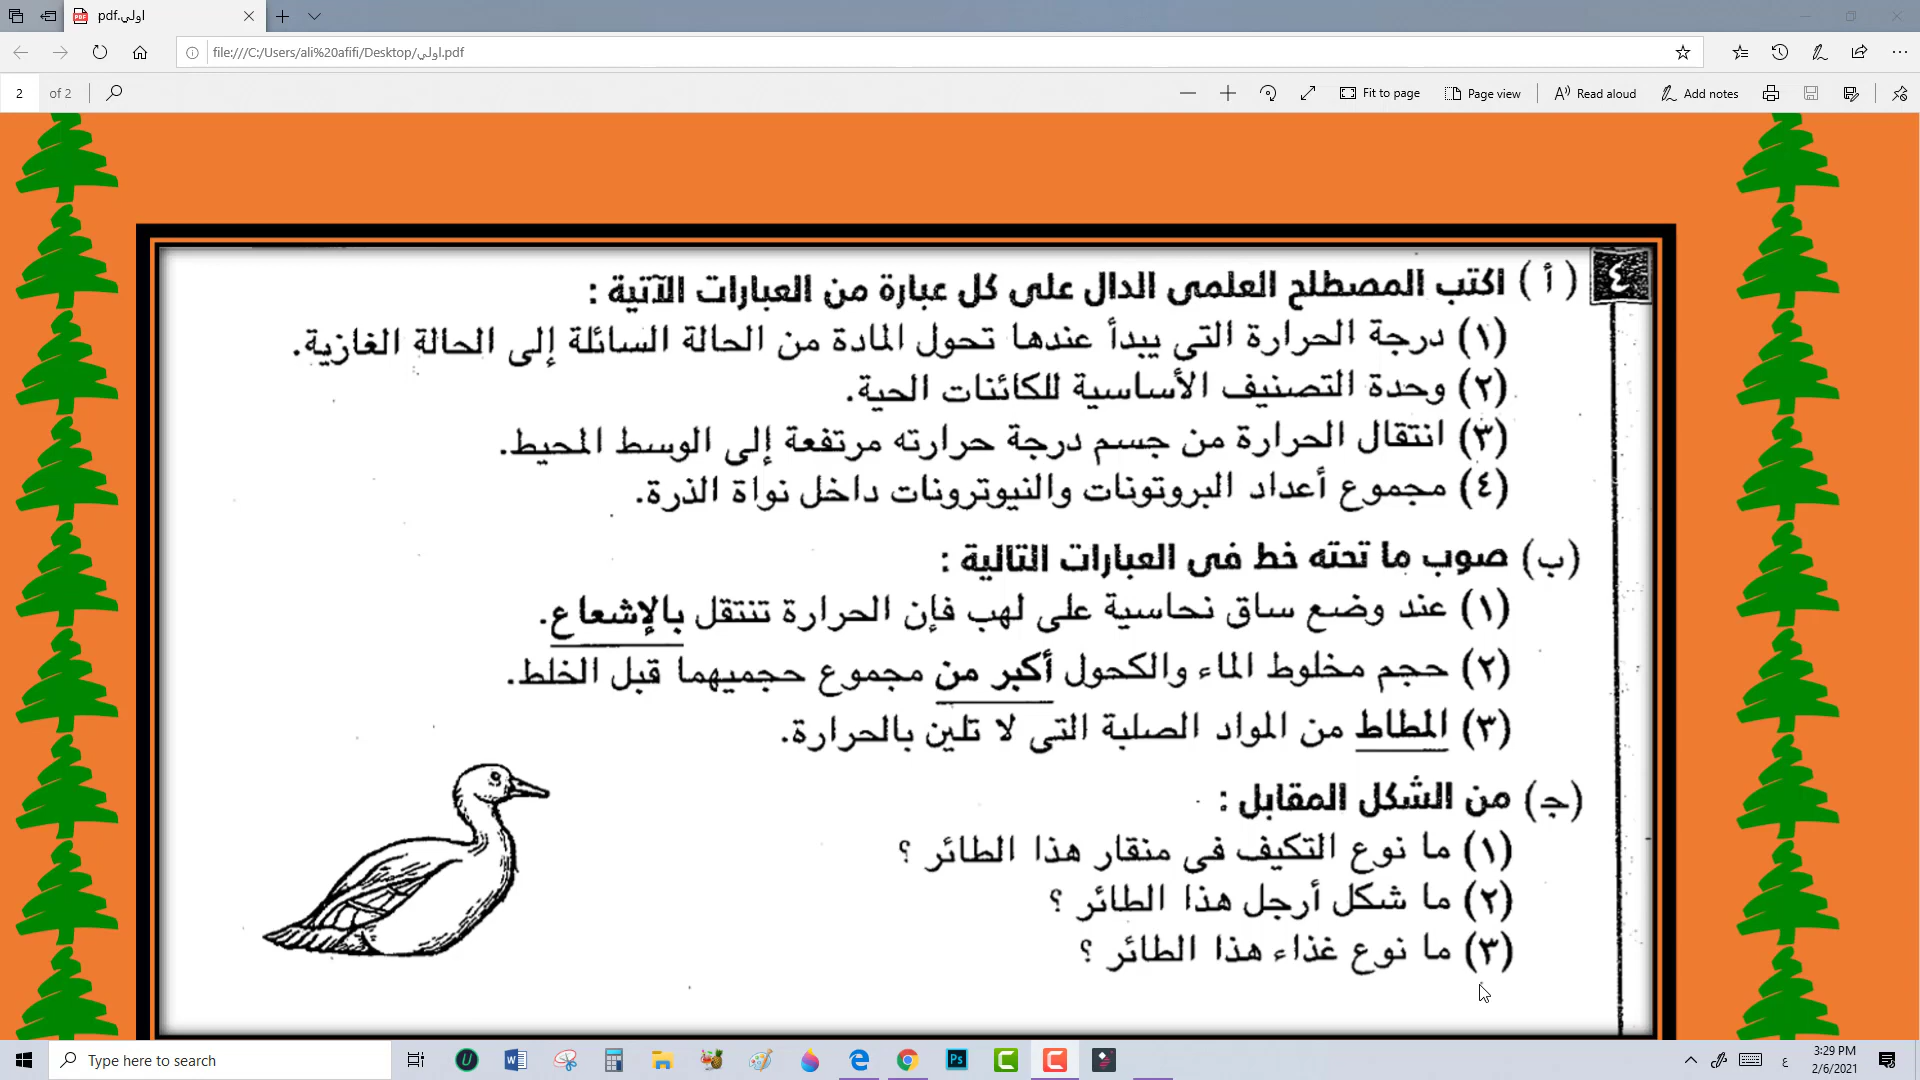 اولي.pdf
file:///C:/Users/ali%20afifi/Desktop/اولي.pdf
2 of 2
Fit to page
Page view
Read aloud
Add notes
٤ (أ) اكتب المصطلح العلمى الدال على كل عبارة من العبارات الآتية :
(١) درجة الحرارة التى يبدأ عندها تحول المادة من الحالة السائلة إلى الحالة الغازية.
(٢) وحدة التصنيف الأساسية للكائنات الحية.
(٣) انتقال الحرارة من جسم درجة حرارته مرتفعة إلى الوسط المحيط.
(٤) مجموع أعداد البروتونات والنيوترونات داخل نواة الذرة.
(ب) صوب ما تحته خط فى العبارات التالية :
(١) عند وضع ساق نحاسية على لهب فإن الحرارة تنتقل بالإشعاع.
(٢) حجم مخلوط الماء والكحول أكبر من مجموع حجميهما قبل الخلط.
(٣) المطاط من المواد الصلبة التى لا تلين بالحرارة.
(جـ) من الشكل المقابل :
(١) ما نوع التكيف فى منقار هذا الطائر ؟
(٢) ما شكل أرجل هذا الطائر ؟
(٣) ما نوع غذاء هذا الطائر ؟
Type here to search
ع
3:29 PM
2/6/2021